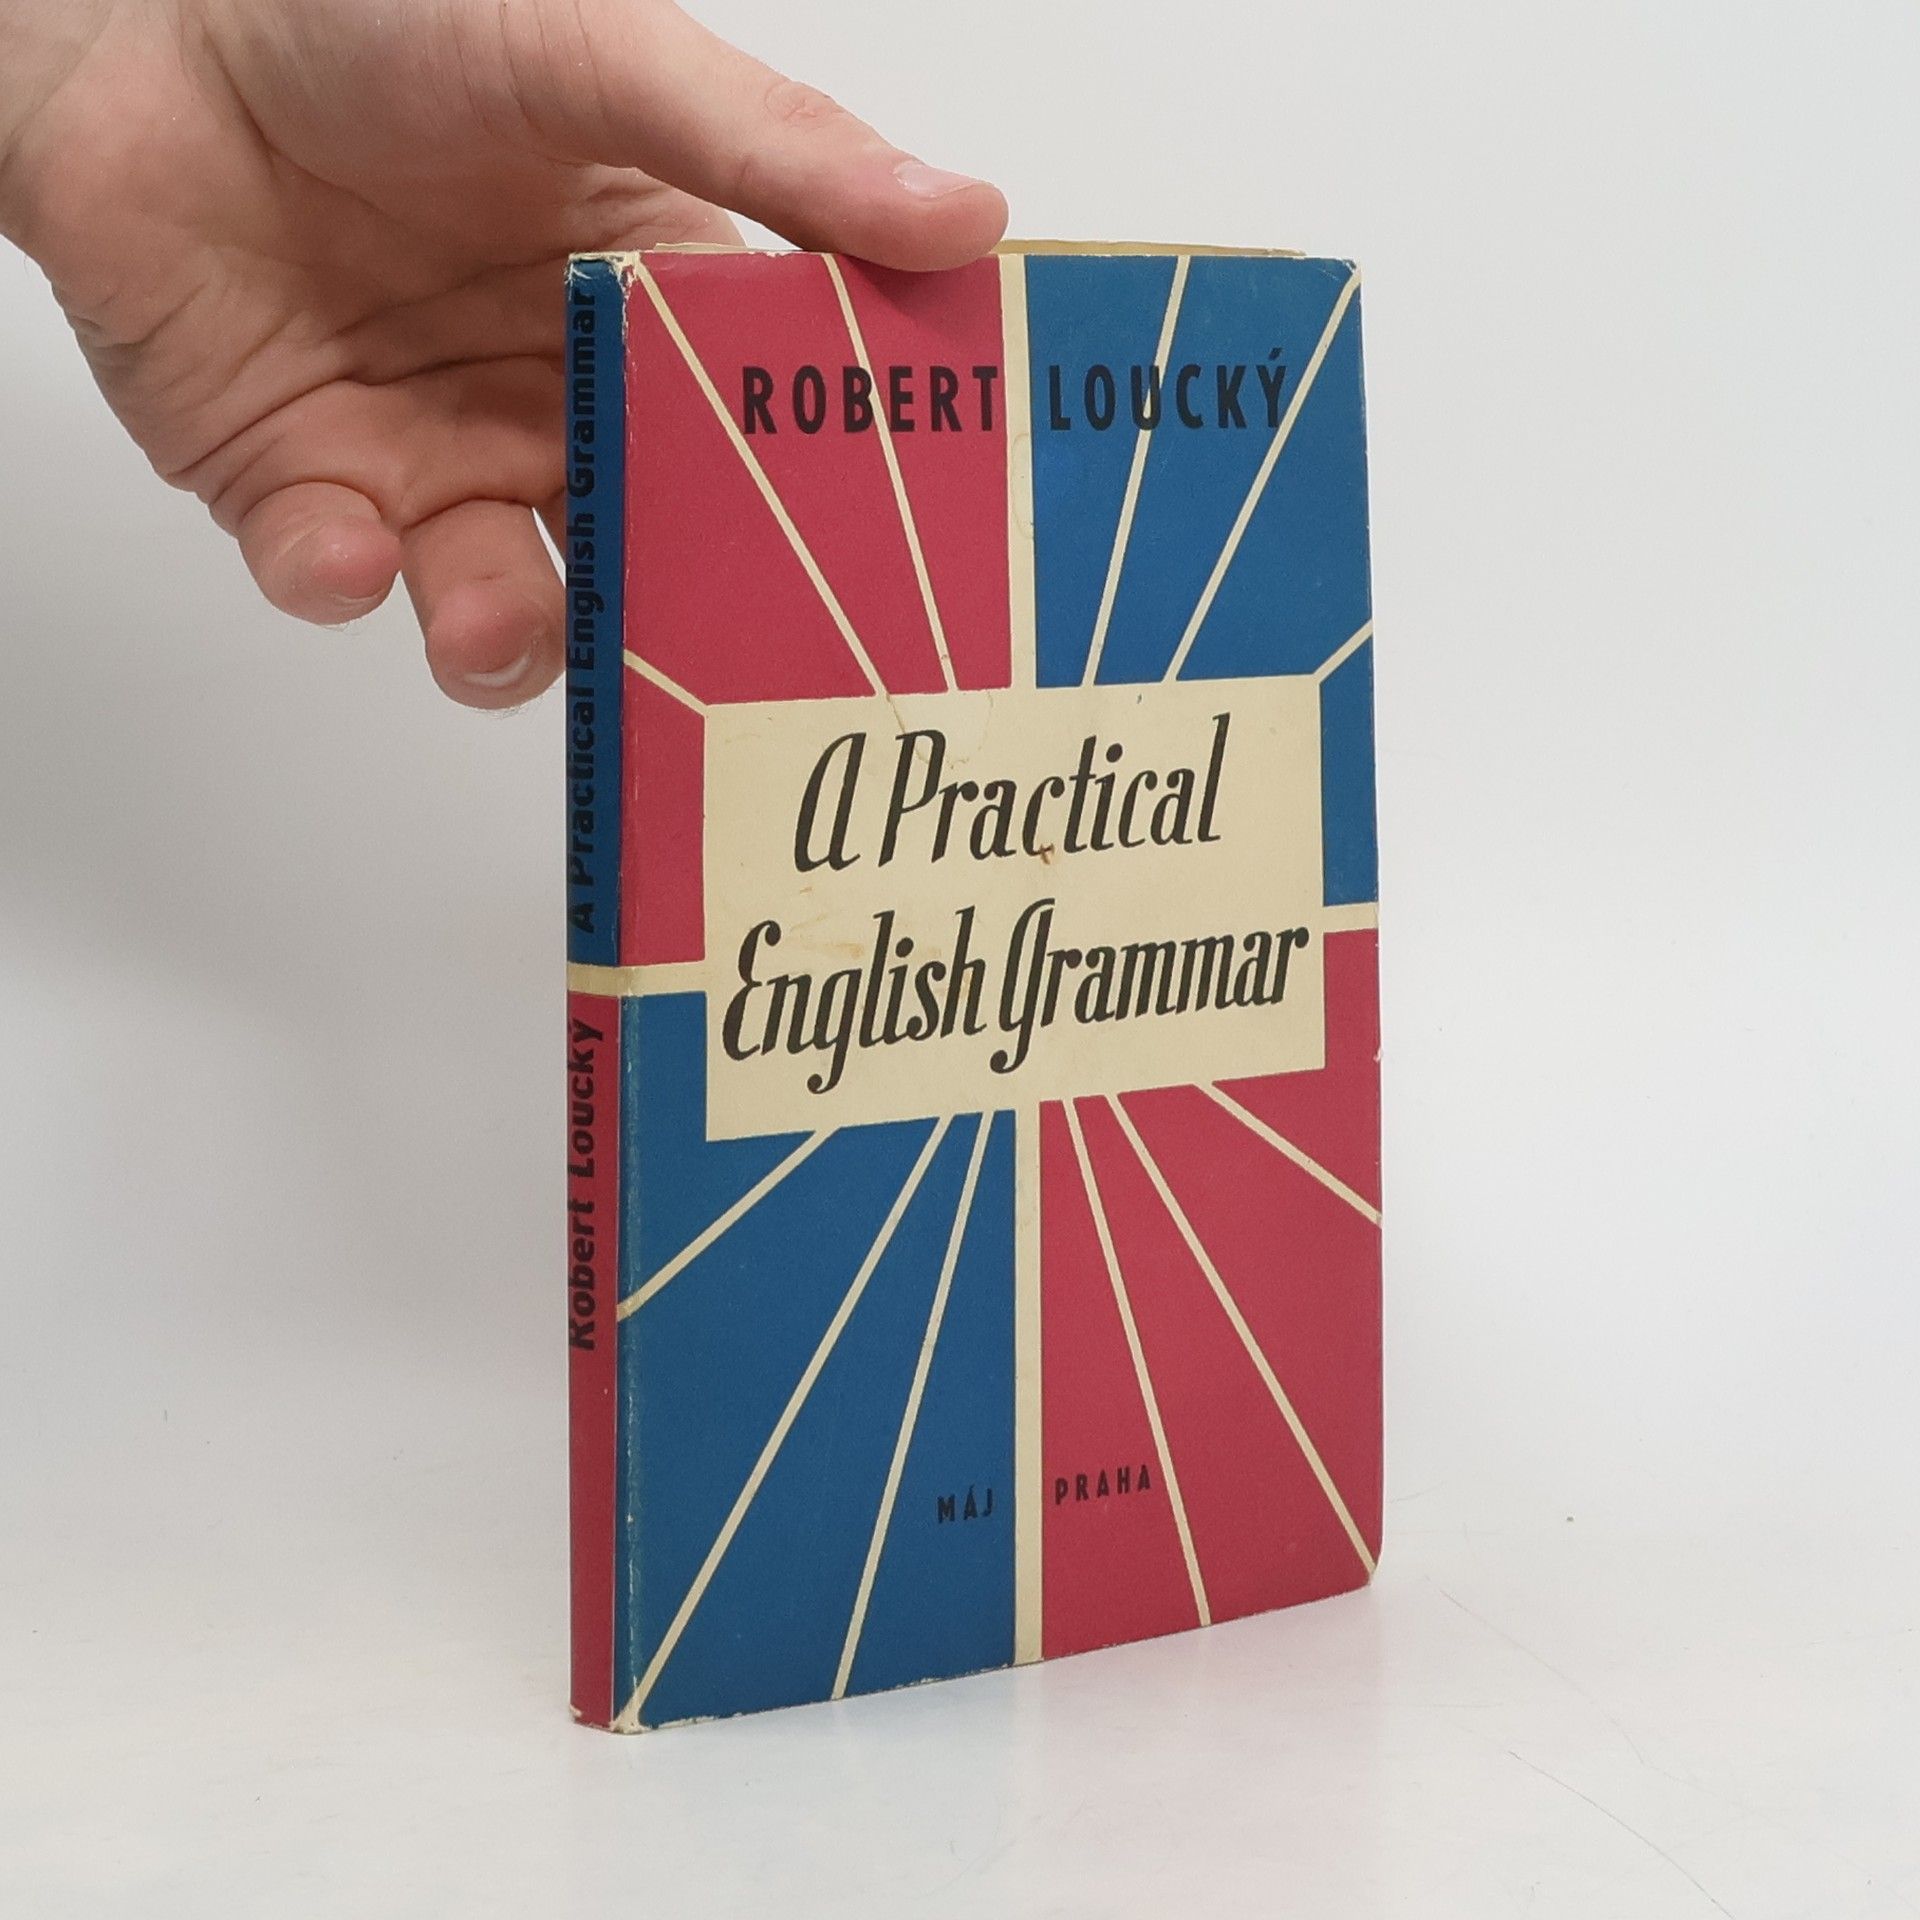 A Practical English Grammar
Robert Loucký
ROBERT LOUCKÝ
A Practical
English Grammar
MÁJ PRAHA